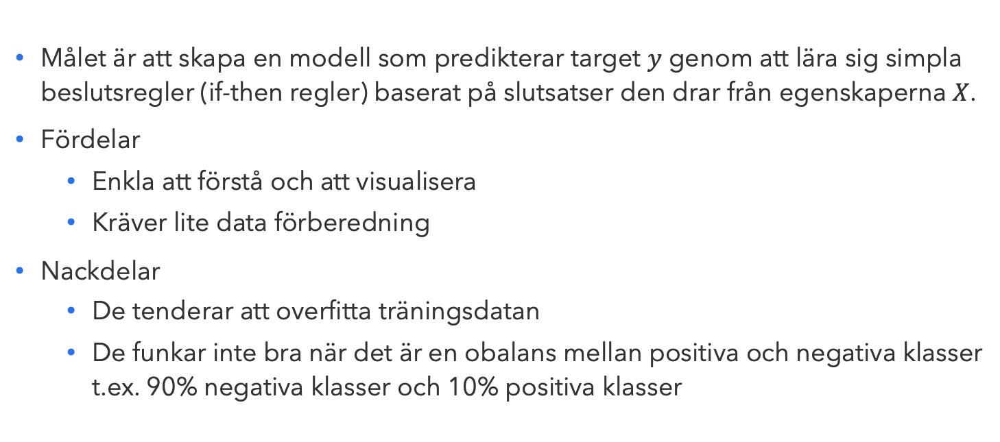 • Målet är att skapa en modell som predikterar target y genom att lära sig simpla
beslutsregler (if-then regler) baserat på slutsatser den drar från egenskaperna X.
• Fördelar
• Enkla att förstå och att visualisera
• Kräver lite data förberedning
• Nackdelar
• De tenderar att overfitta träningsdatan
• De funkar inte bra när det är en obalans mellan positiva och negativa klasser
t.ex. 90% negativa klasser och 10% positiva klasser